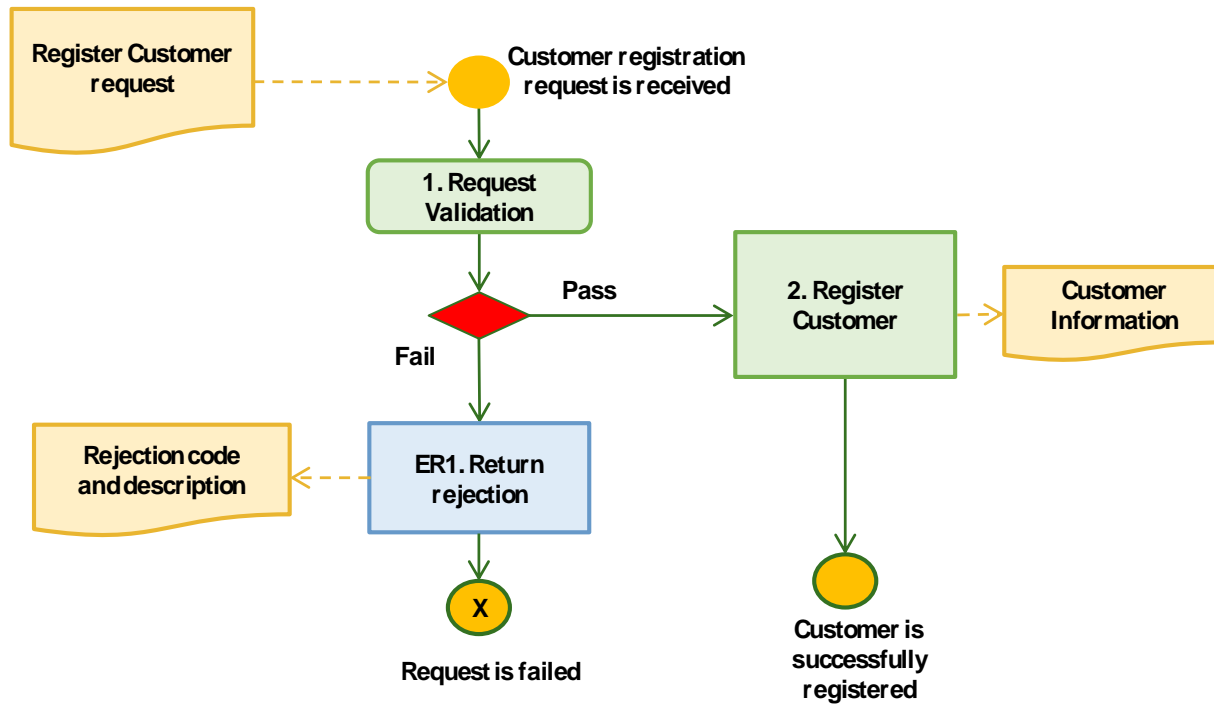 Register Customer
request
Customer registration
request is received
1. Request
Validation
Pass
2. Register
Customer
Customer
Information
Fail
Rejection code
and description
ER1. Return
rejection
X
Request is failed
Customer is
successfully
registered